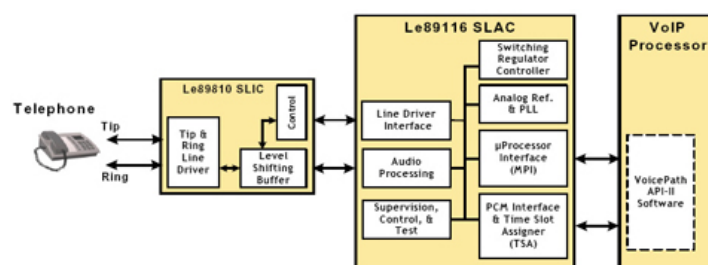 Le89116 SLAC
VoIP
Processor
Switching
Regulator
Controller
Le89810 SLIC
Telephone
Control
Analog Ref.
& PLL
Tip
Tip &
Ring
Line
Driver
Line Driver
Interface
Level
Shifting
Buffer
Ring
Audio
Processing
µProcessor
Interface
(MPI)
VoicePath
API-II
Software
Supervision,
Control, &
Test
PCM Interface
& Time Slot
Assigner
(TSA)